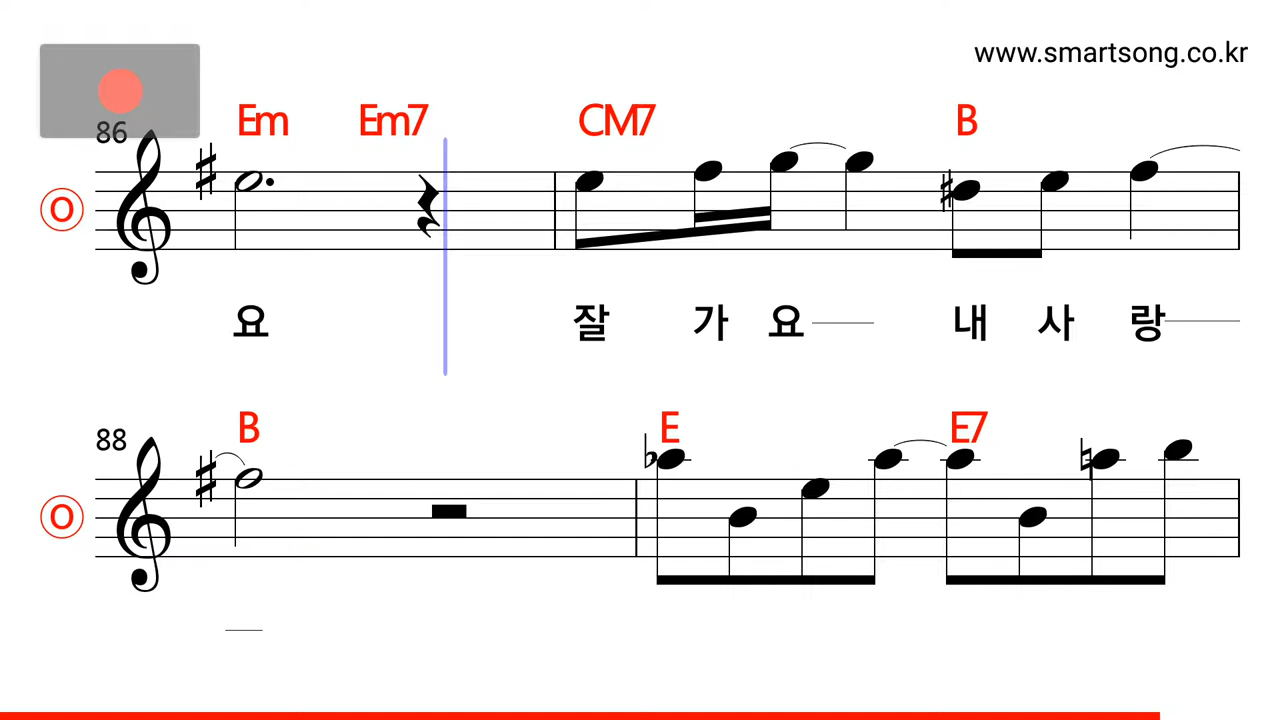 www.smartsong.co.kr
86 Em Em7 CM7 B
O
요 잘 가 요 내 사 랑
88 B E E7
O